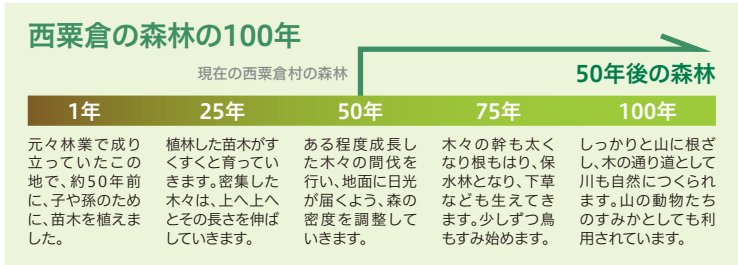 西粟倉の森林の100年
現在の西粟倉村の森林
50年後の森林
1年
25年
50年
75年
100年
元々林業で成り
立っていたこの
地で、約50年前
に、子や孫のため
に、苗木を植えま
した。
植林した苗木がす
くすくと育ってい
きます。密集した
木々は、上へ上へ
とその長さを伸ば
していきます。
ある程度成長し
た木々の間伐を
行い、地面に日光
が届くよう、森の
密度を調整して
いきます。
木々の幹も太く
なり根もはり、保
水林となり、下草
なども生えてき
ます。少しずつ鳥
もすみ始めます。
しっかりと山に根ざ
し、木の通り道として
川も自然につくられ
ます。山の動物たち
のすみかとしても利
用されています。